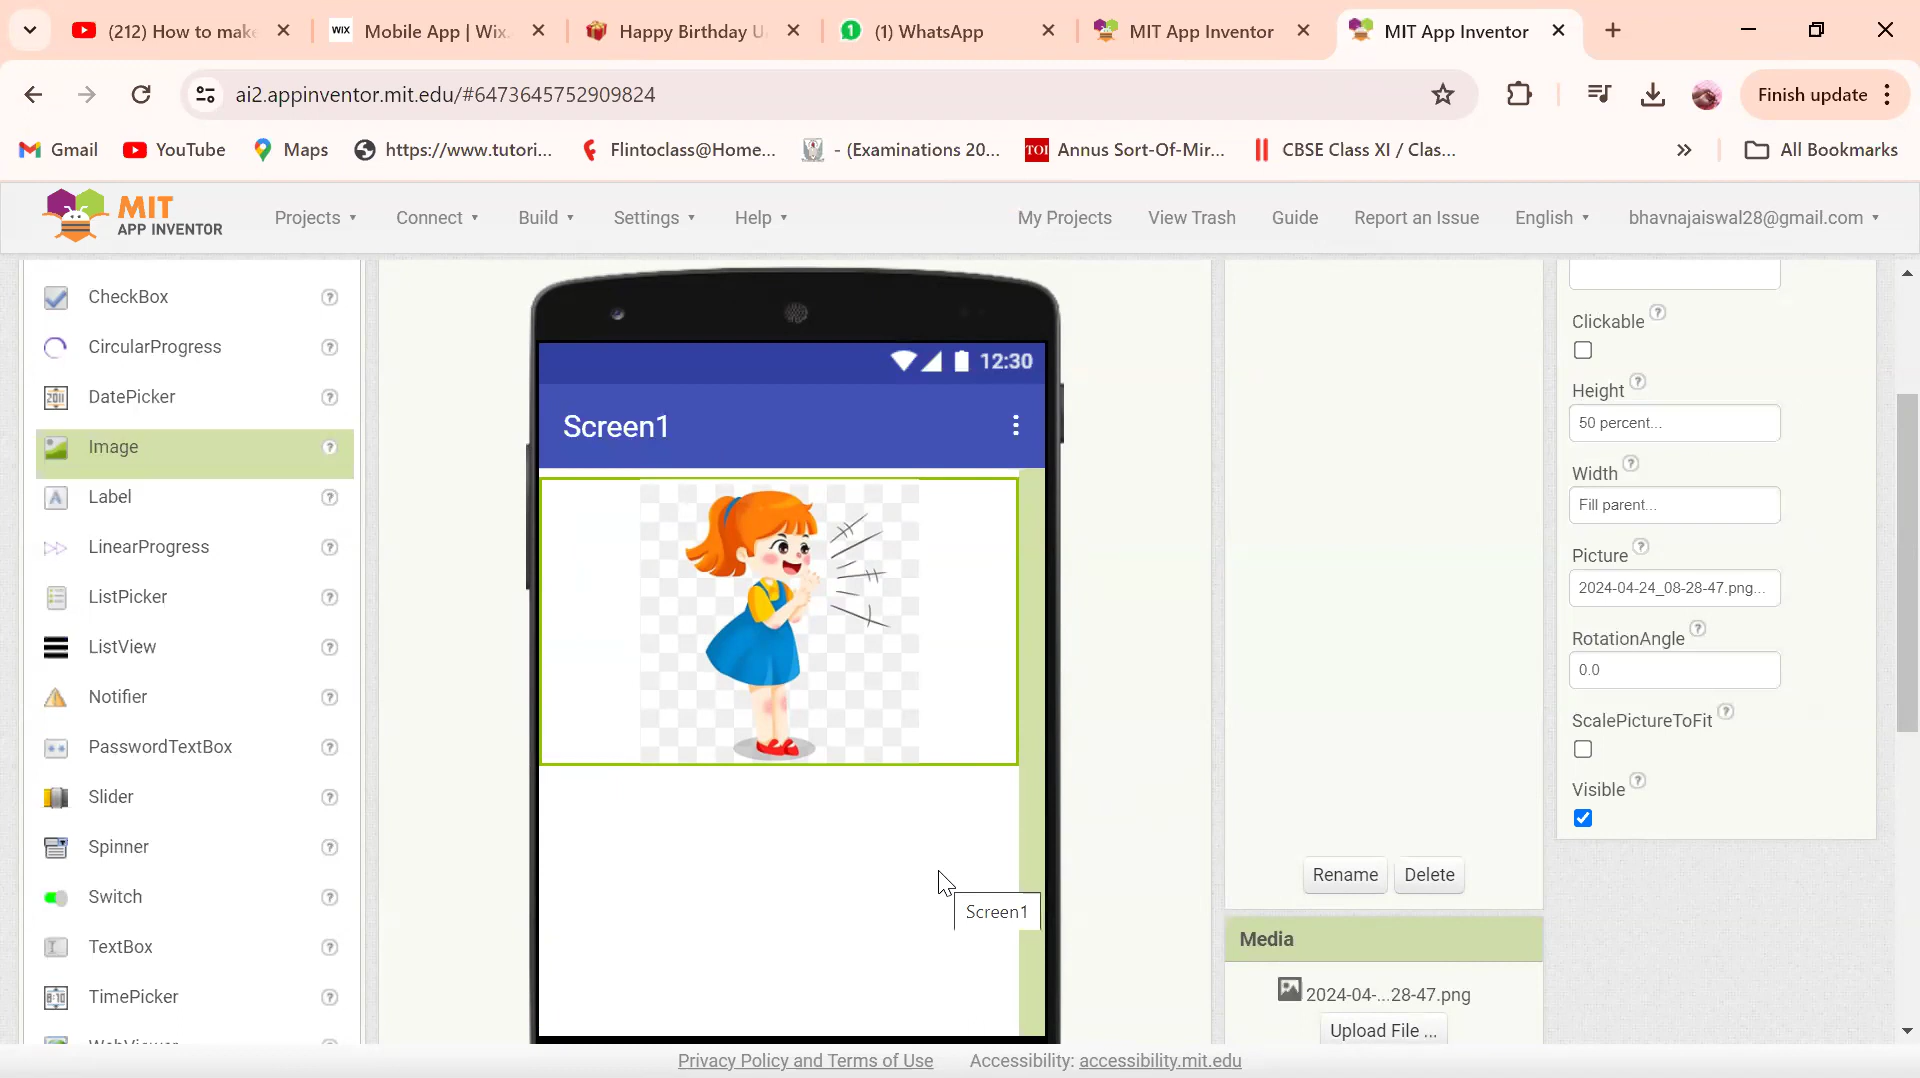 (212) How to make
WIX Mobile App | Wix.
Happy Birthday U
1 (1) WhatsApp
MIT App Inventor
MIT App Inventor
ai2.appinventor.mit.edu/#6473645752909824
Finish update
Gmail
YouTube
Maps
https://www.tutori...
Flintoclass@Home...
- (Examinations 20...
TOI Annus Sort-Of-Mir...
CBSE Class XI / Clas...
All Bookmarks
MIT
APP INVENTOR
Projects
Connect
Build
Settings
Help
My Projects
View Trash
Guide
Report an Issue
English
bhavnajaiswal28@gmail.com
CheckBox
CircularProgress
DatePicker
Image
Label
LinearProgress
ListPicker
ListView
Notifier
PasswordTextBox
Slider
Spinner
Switch
TextBox
TimePicker
12:30
Screen1
Screen1
Rename
Delete
Media
2024-04-...28-47.png
Upload File ...
Clickable
Height
50 percent...
Width
Fill parent...
Picture
2024-04-24_08-28-47.png...
RotationAngle
0.0
ScalePictureToFit
Visible
Privacy Policy and Terms of Use
Accessibility: accessibility.mit.edu